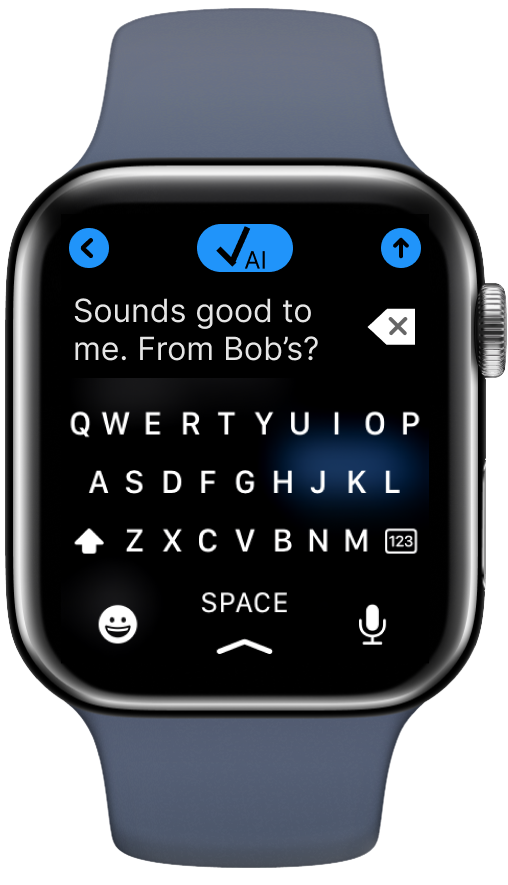 AI
Sounds good to
me. From Bob’s?
Q W E R T Y U I O P
A S D F G H J K L
Z X C V B N M 123
SPACE